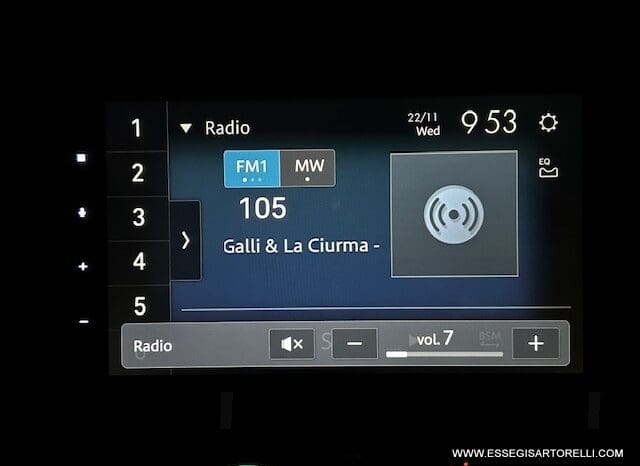 1
2
3
4
5
Radio
22/11
Wed
9 53
EQ
FM1
MW
105
Galli & La Ciurma -
Radio
vol. 7
BSM
WWW.ESSEGISARTORELLI.COM